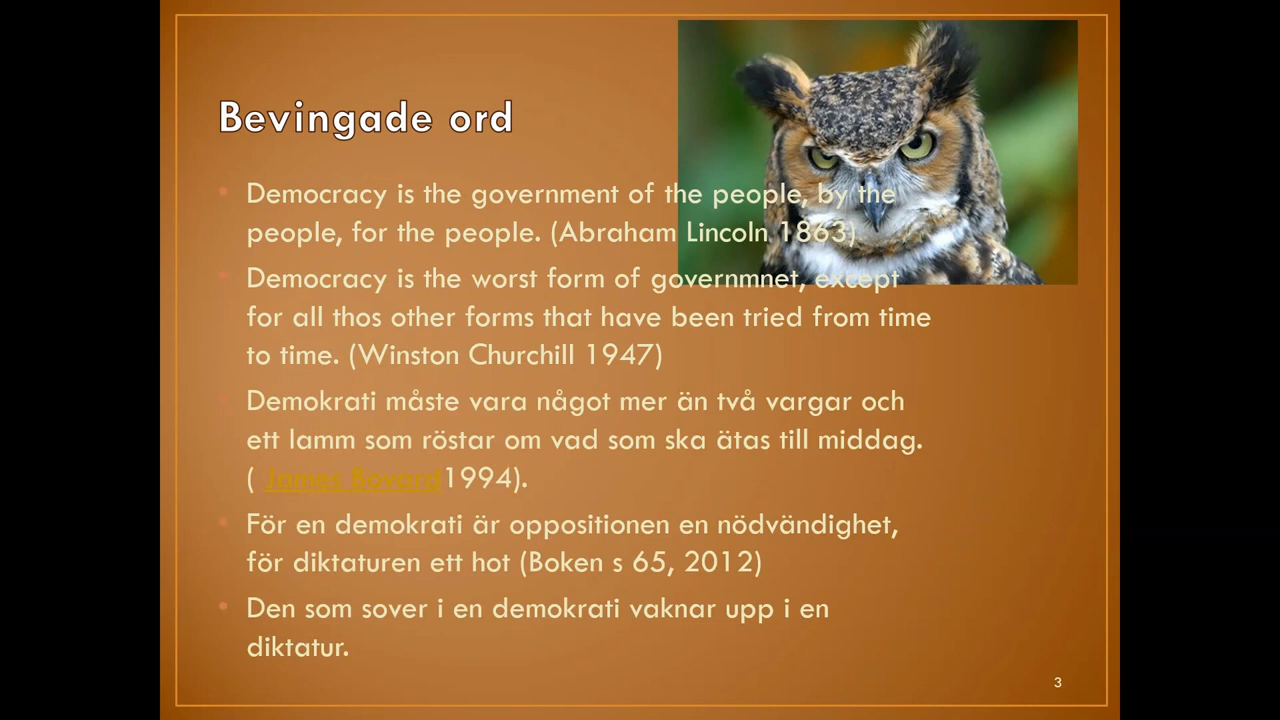 Bevingade ord
• Democracy is the government of the people, by the
people, for the people. (Abraham Lincoln 1863)
• Democracy is the worst form of governmnet, except
for all thos other forms that have been tried from time
to time. (Winston Churchill 1947)
• Demokrati måste vara något mer än två vargar och
ett lamm som röstar om vad som ska ätas till middag.
( James Bovard1994).
• För en demokrati är oppositionen en nödvändighet,
för diktaturen ett hot (Boken s 65, 2012)
• Den som sover i en demokrati vaknar upp i en
diktatur.
3